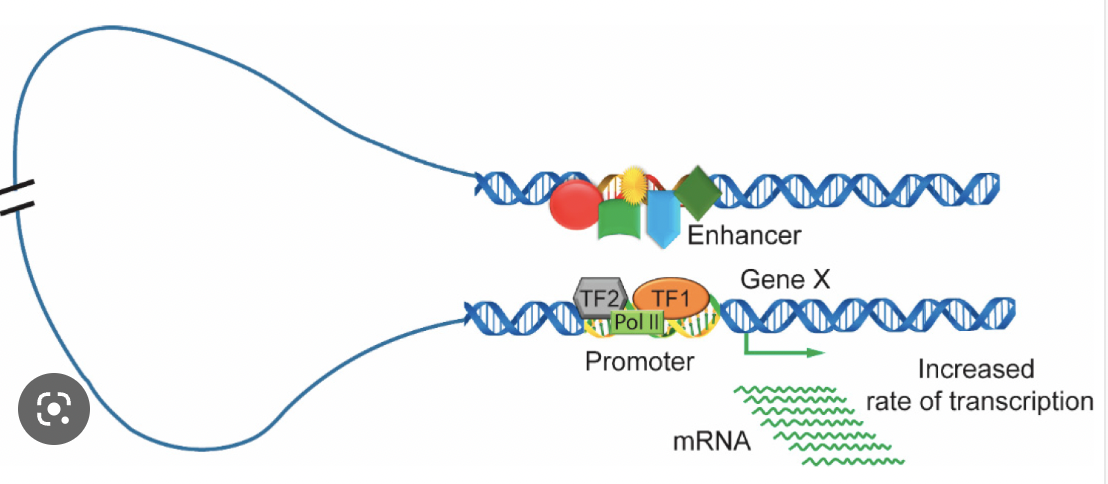 Enhancer
Gene X
TF2
TF1
Pol II
Promoter
Increased
rate of transcription
mRNA